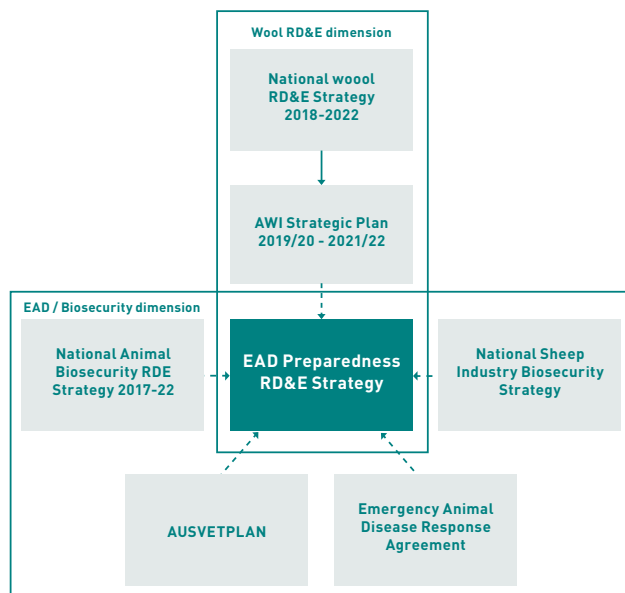 Wool RD&E dimension
National woool
RD&E Strategy
2018-2022
AWI Strategic Plan
2019/20 - 2021/22
EAD / Biosecurity dimension
National Animal
Biosecurity RDE
Strategy 2017-22
EAD Preparedness
RD&E Strategy
National Sheep
Industry Biosecurity
Strategy
AUSVETPLAN
Emergency Animal
Disease Response
Agreement